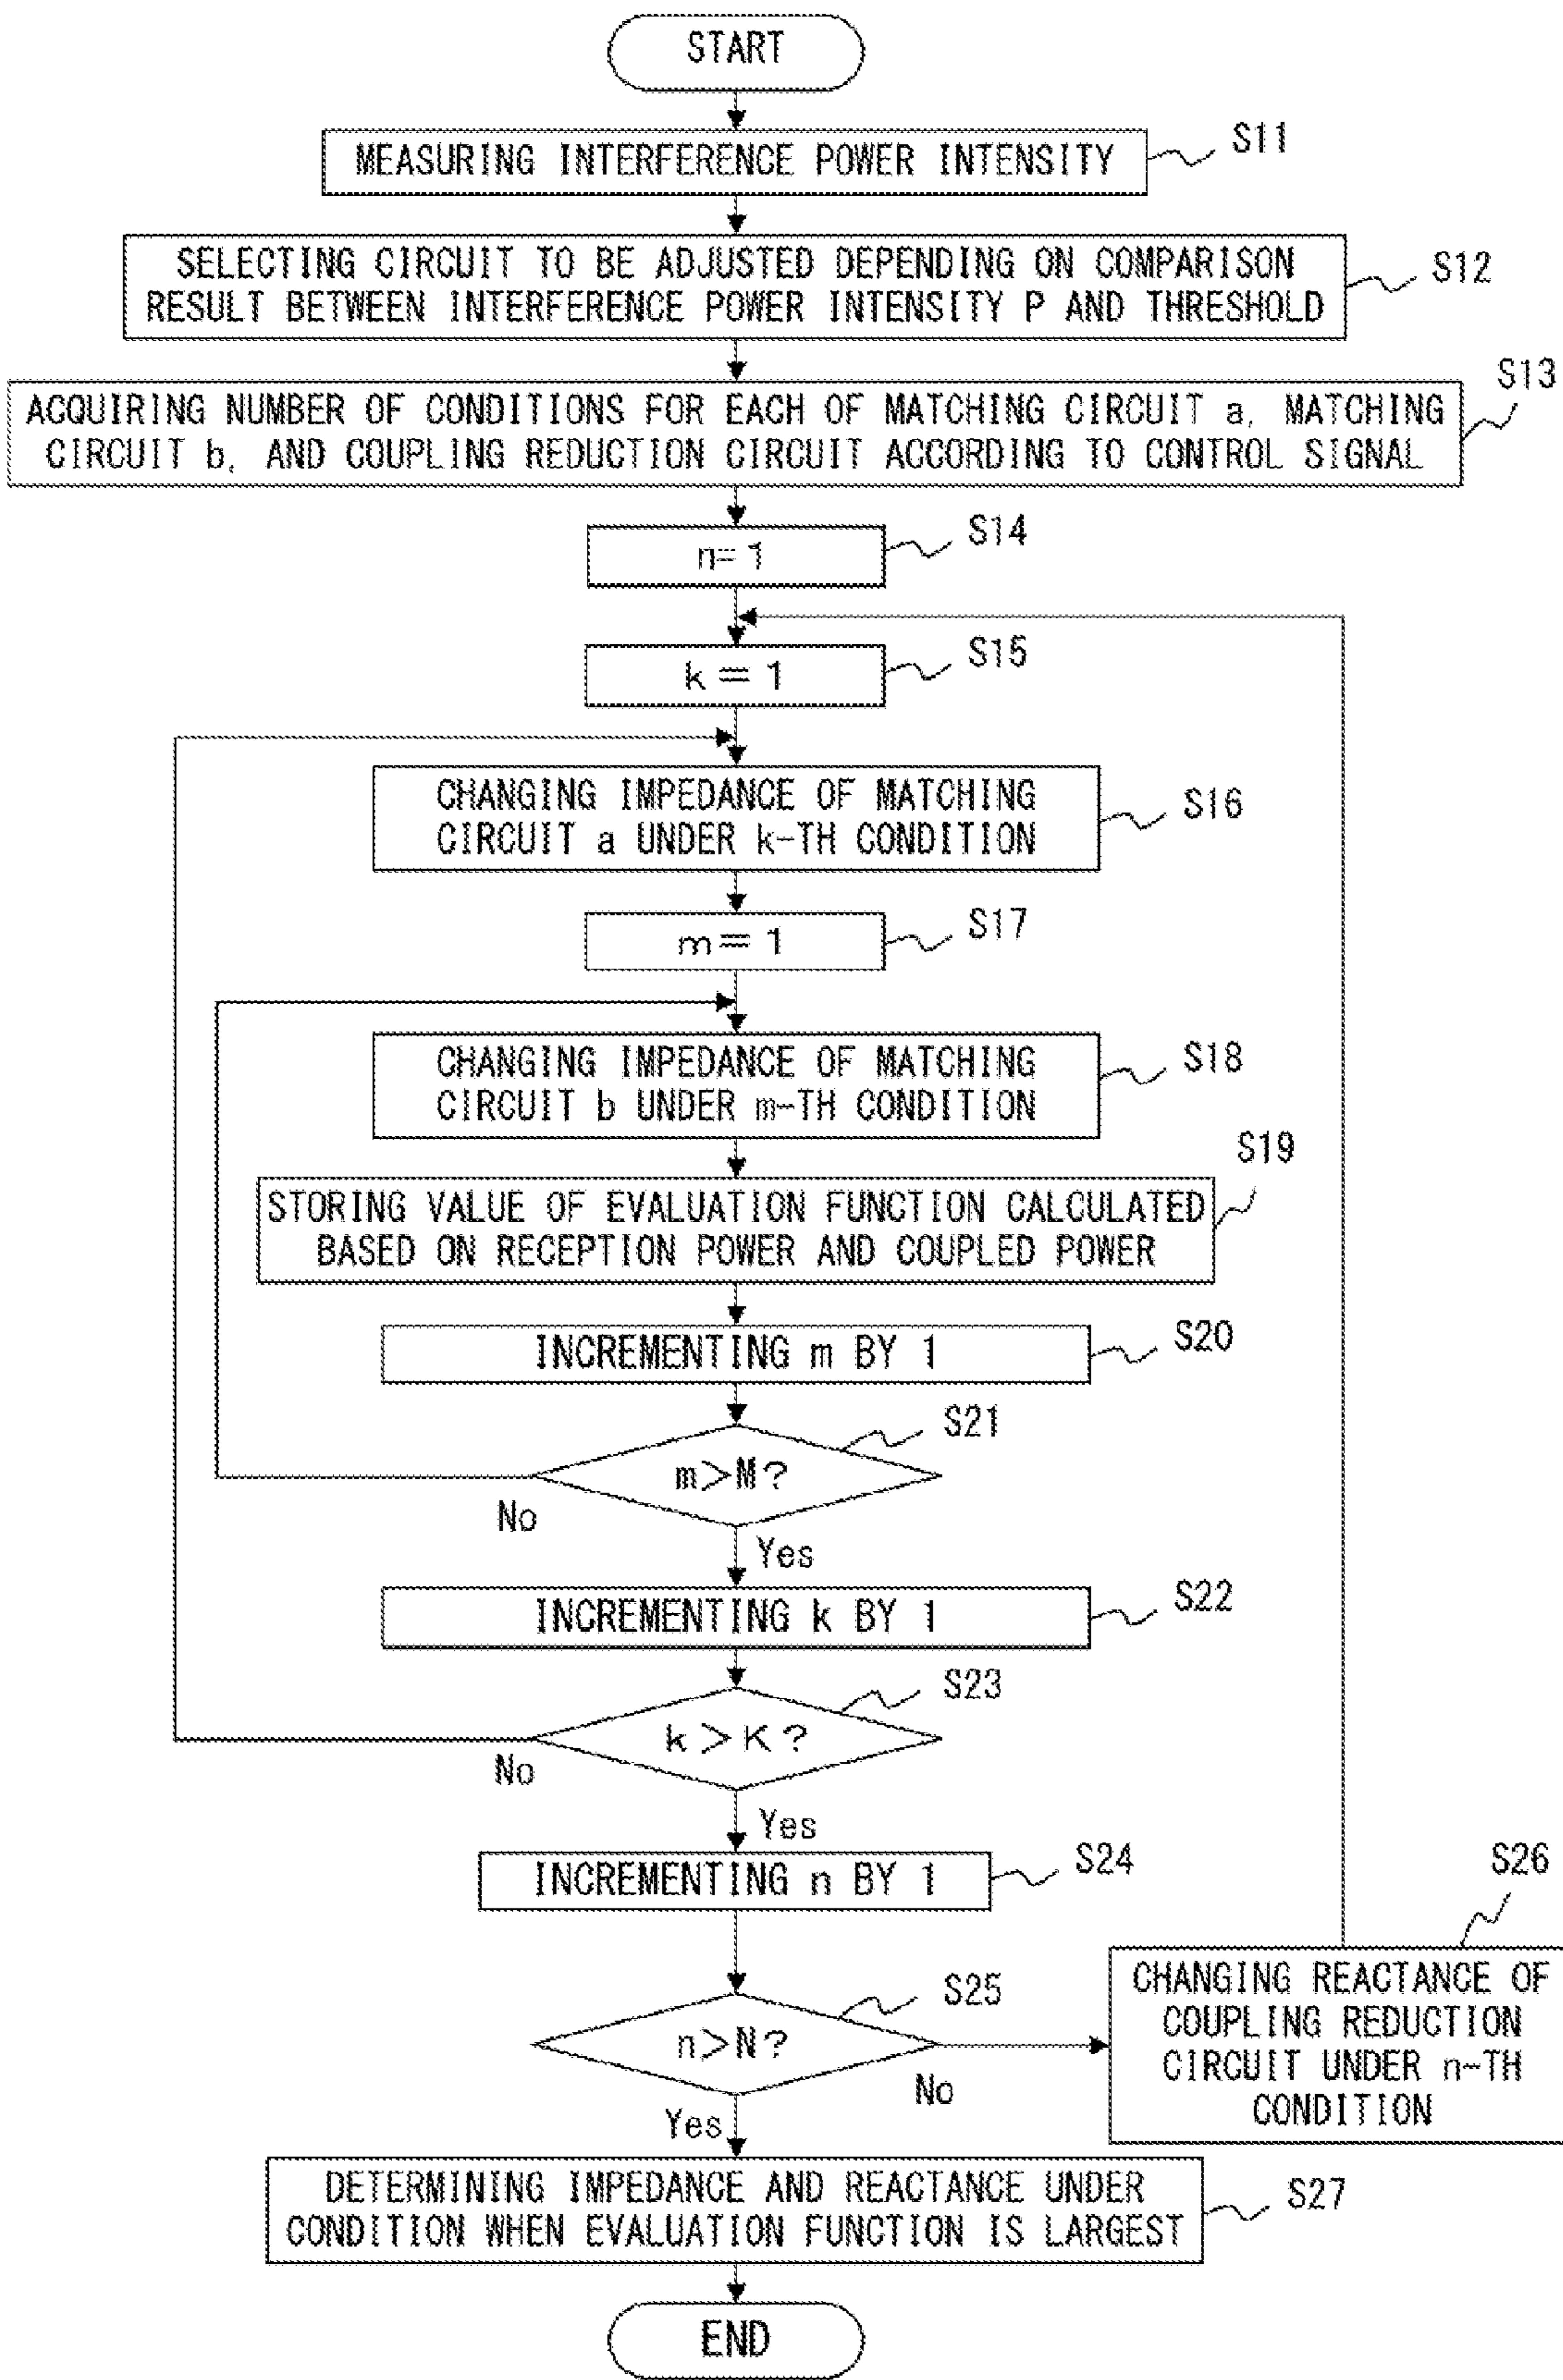 START
MEASURING INTERFERENCE POWER INTENSITY
S11
SELECTING CIRCUIT TO BE ADJUSTED DEPENDING ON COMPARISON
RESULT BETWEEN INTERFERENCE POWER INTENSITY P AND THRESHOLD
S12
ACQUIRING NUMBER OF CONDITIONS FOR EACH OF MATCHING CIRCUIT a, MATCHING
CIRCUIT b, AND COUPLING REDUCTION CIRCUIT ACCORDING TO CONTROL SIGNAL
S13
n=1
S14
k=1
S15
CHANGING IMPEDANCE OF MATCHING
CIRCUIT a UNDER k-TH CONDITION
S16
m=1
S17
CHANGING IMPEDANCE OF MATCHING
CIRCUIT b UNDER m-TH CONDITION
S18
STORING VALUE OF EVALUATION FUNCTION CALCULATED
BASED ON RECEPTION POWER AND COUPLED POWER
S19
INCREMENTING m BY 1
S20
m>M?
S21
No
Yes
INCREMENTING k BY 1
S22
k>K?
S23
No
Yes
INCREMENTING n BY 1
S24
n>N?
S25
No
Yes
CHANGING REACTANCE OF
COUPLING REDUCTION
CIRCUIT UNDER n-TH
CONDITION
S26
DETERMINING IMPEDANCE AND REACTANCE UNDER
CONDITION WHEN EVALUATION FUNCTION IS LARGEST
S27
END